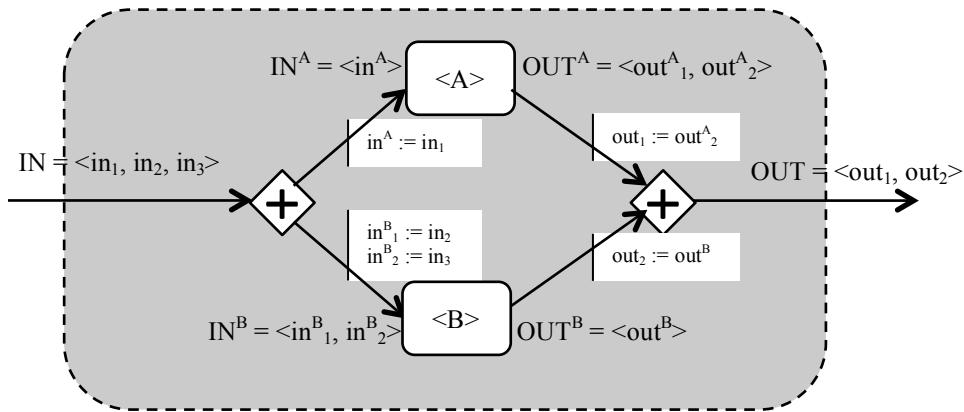 IN^A = <in^A>
<A>
OUT^A = <out^A_1, out^A_2>
in^A := in_1
out_1 := out^A_2
IN = <in_1, in_2, in_3>
OUT = <out_1, out_2>
in^B_1 := in_2
in^B_2 := in_3
out_2 := out^B
IN^B = <in^B_1, in^B_2>
<B>
OUT^B = <out^B>